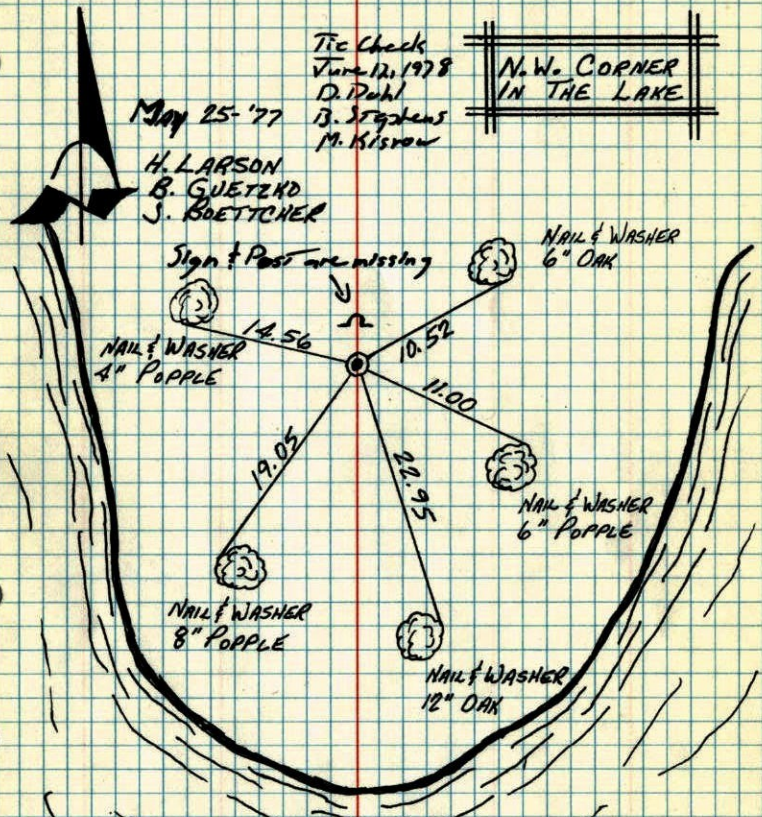 Tie Check
June 12, 1978
D. Dahl
B. Stephens
M. Kisrow
N.W. CORNER
IN THE LAKE
May 25-'77
H. LARSON
B. GUETZKO
J. BOETTCHER
Sign & Post are missing
NAIL & WASHER
6" OAK
14.56
10.52
NAIL & WASHER
4" POPPLE
11.00
19.05
22.95
NAIL & WASHER
6" POPPLE
NAIL & WASHER
8" POPPLE
NAIL & WASHER
12" OAK